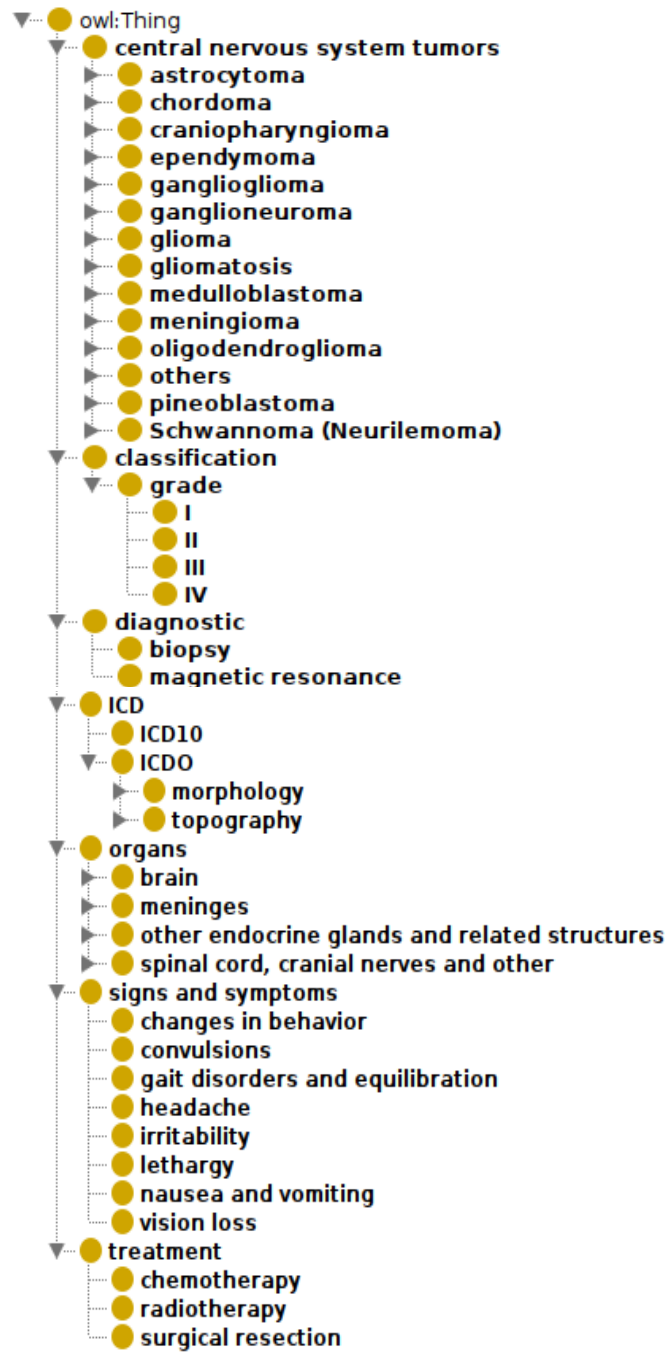 owl:Thing
central nervous system tumors
astrocytoma
chordoma
craniopharyngioma
ependymoma
ganglioglioma
ganglioneuroma
glioma
gliomatosis
medulloblastoma
meningioma
oligodendroglioma
others
pineoblastoma
Schwannoma (Neurilemoma)
classification
grade
I
II
III
IV
diagnostic
biopsy
magnetic resonance
ICD
ICD10
ICDO
morphology
topography
organs
brain
meninges
other endocrine glands and related structures
spinal cord, cranial nerves and other
signs and symptoms
changes in behavior
convulsions
gait disorders and equilibration
headache
irritability
lethargy
nausea and vomiting
vision loss
treatment
chemotherapy
radiotherapy
surgical resection